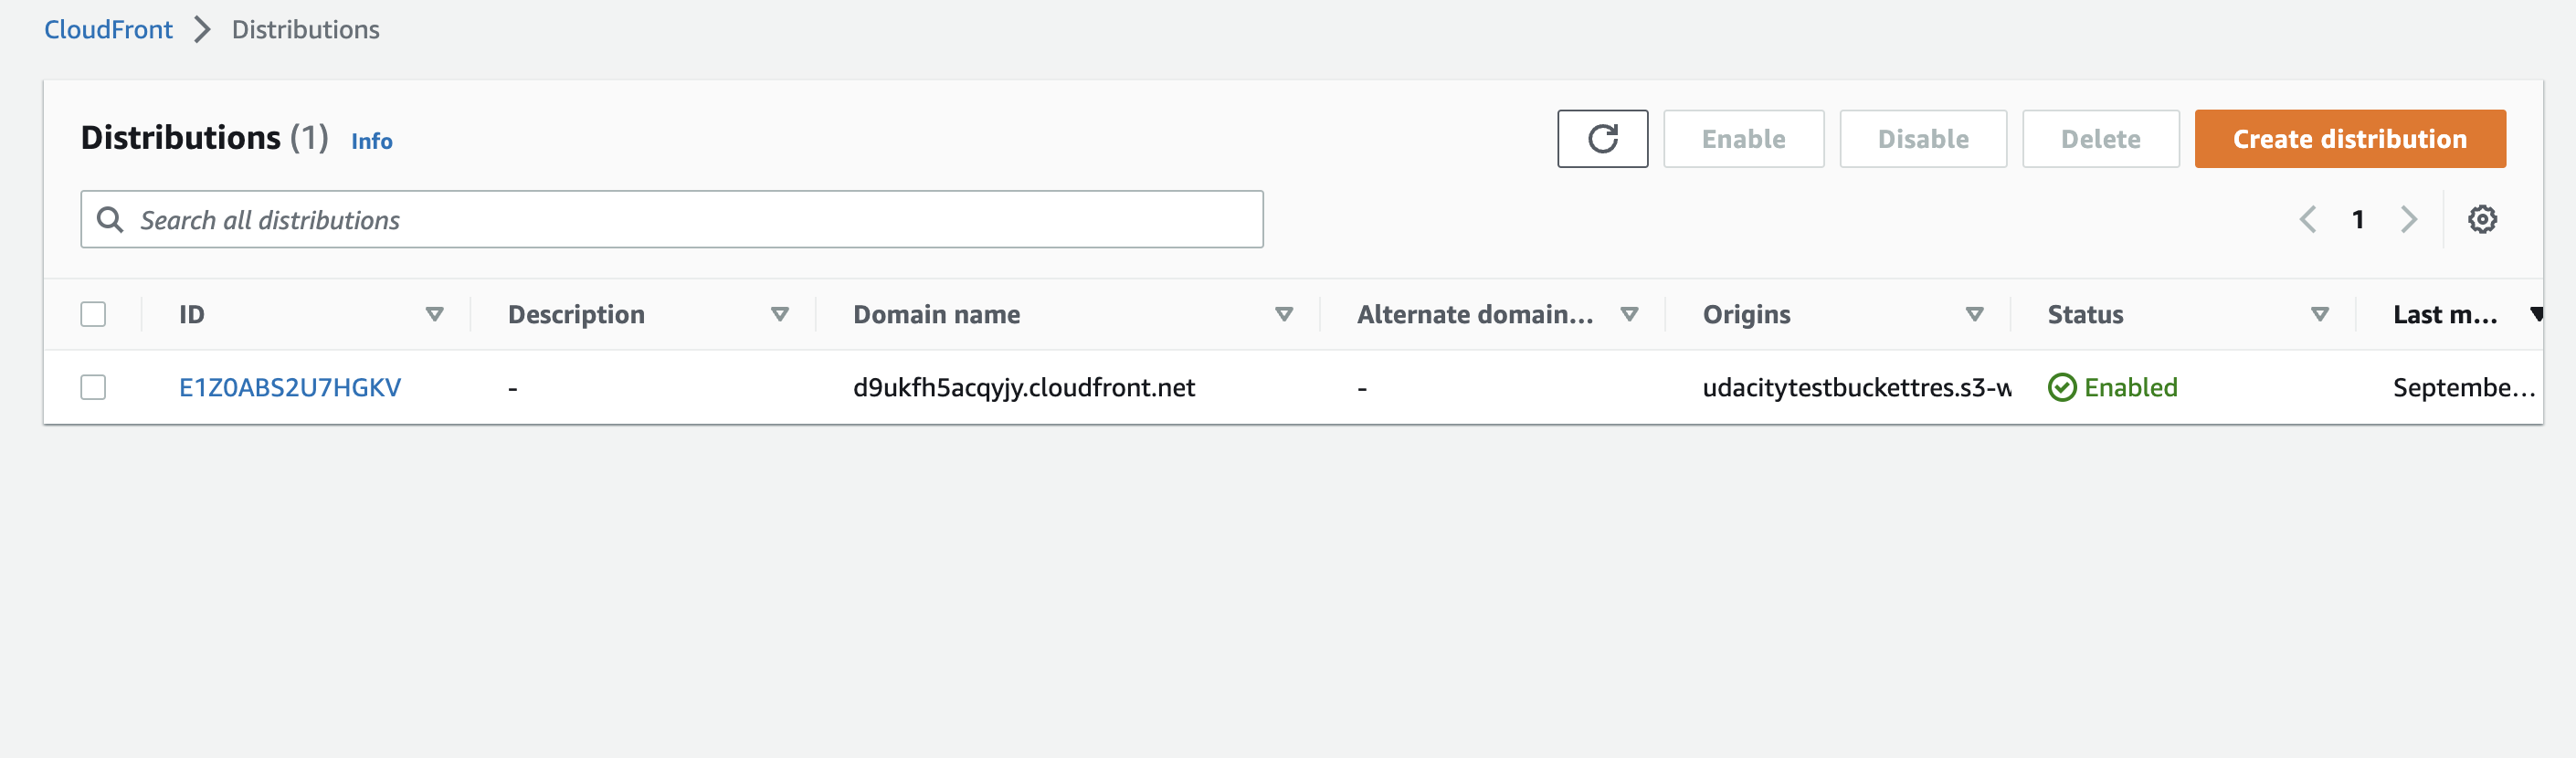 CloudFront > Distributions
Distributions (1) Info
Enable Disable Delete Create distribution
Search all distributions
1
ID Description Domain name Alternate domain... Origins Status Last m...
E1Z0ABS2U7HGKV - d9ukfh5acqyjy.cloudfront.net - udacitytestbuckettres.s3-w Enabled Septembe...